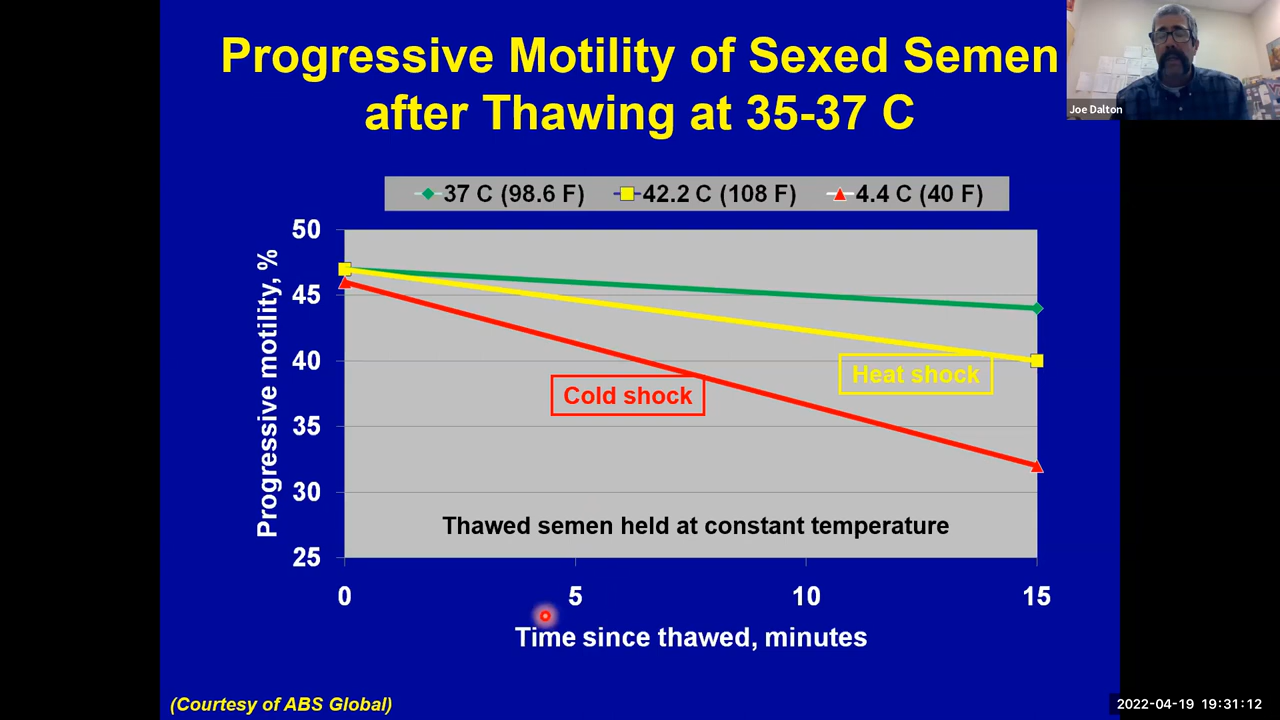 Progressive Motility of Sexed Semen
after Thawing at 35-37 C
Joe Dalton
37 C (98.6 F) 42.2 C (108 F) 4.4 C (40 F)
50
45
40
35
30
25
Progressive motility, %
Heat shock
Cold shock
Thawed semen held at constant temperature
0 5 10 15
Time since thawed, minutes
(Courtesy of ABS Global)
2022-04-19 19:31:12